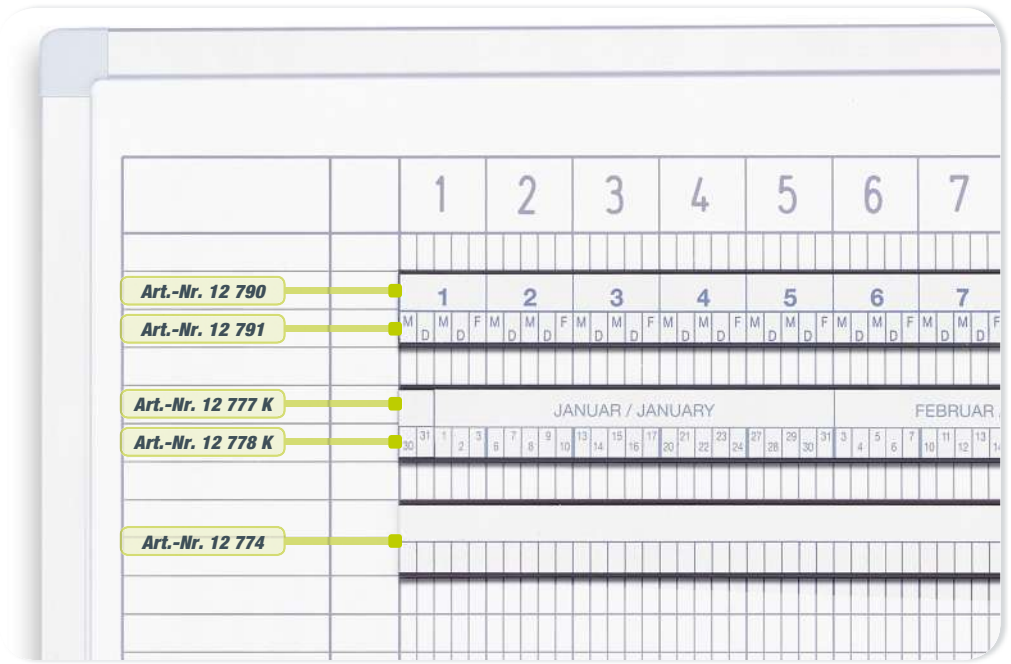 1 2 3 4 5 6 7
Art.-Nr. 12 790
1 2 3 4 5 6 7
Art.-Nr. 12 791
M D M D F M D M D F M D M D F M D M D F M D M D F M D M D F M D M D F
Art.-Nr. 12 777 K
JANUAR / JANUARY FEBRUAR /
Art.-Nr. 12 778 K
30 31 1 2 3 6 7 8 9 10 13 14 15 16 17 20 21 22 23 24 27 28 29 30 31 3 4 5 6 7 10 11 12 13
Art.-Nr. 12 774